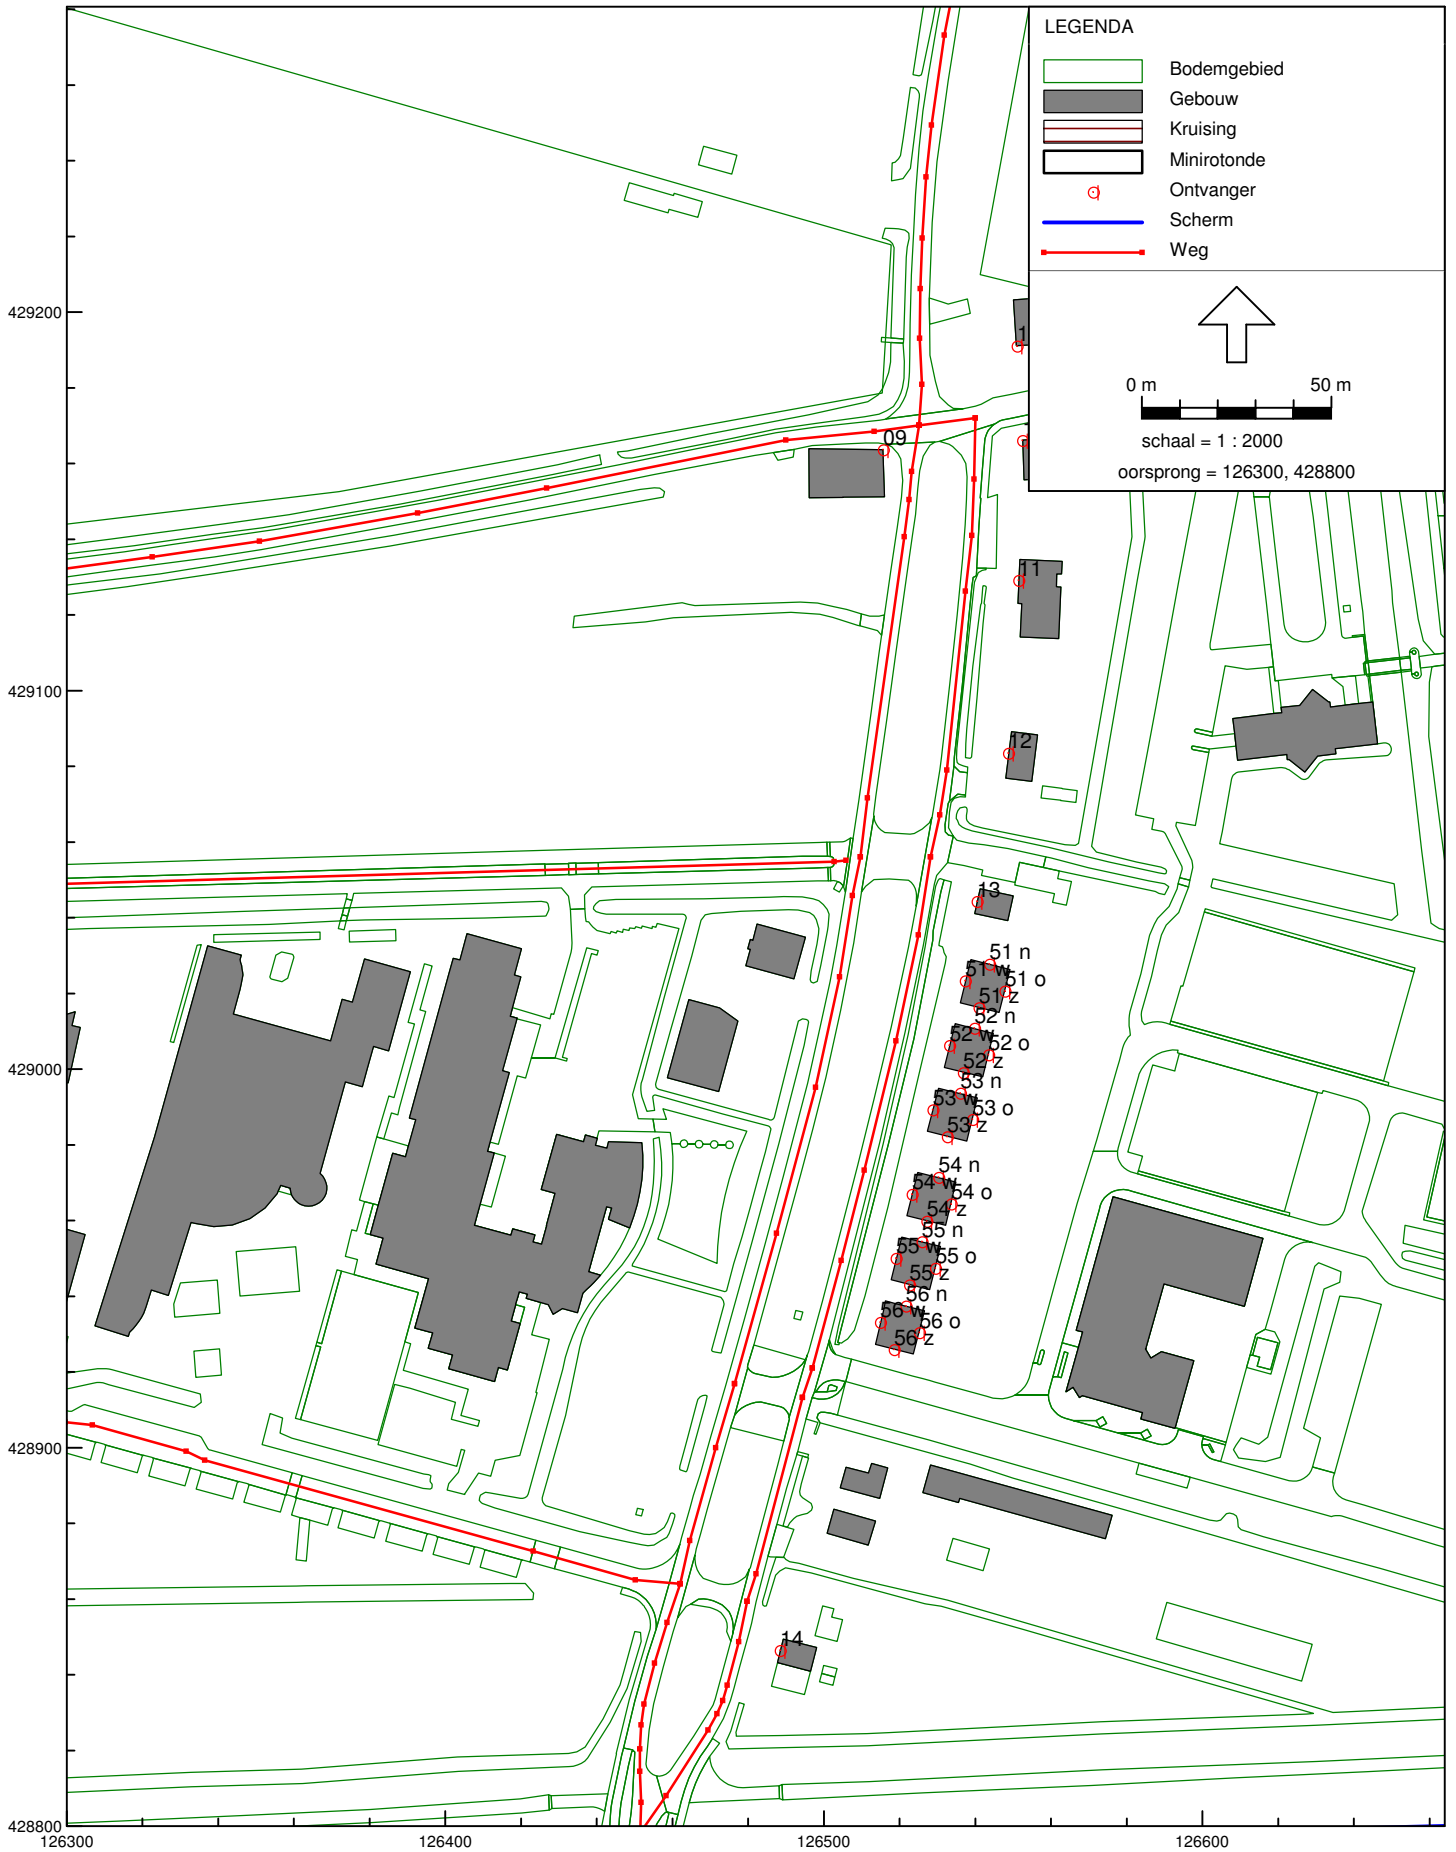 LEGENDA
Bodemgebied
Gebouw
Kruising
Minirotonde
Ontvanger
Scherm
Weg
0 m 50 m
schaal = 1 : 2000
oorsprong = 126300, 428800
429200
1
09
11
429100
12
13
51 n
51 w
51 o
51 z
52 n
52 w
52 o
52 z
429000
53 n
53 w
53 o
53 z
54 n
54 w
54 o
54 z
55 n
55 w
55 o
55 z
56 n
56 w
56 o
56 z
428900
14
428800
126300 126400 126500 126600